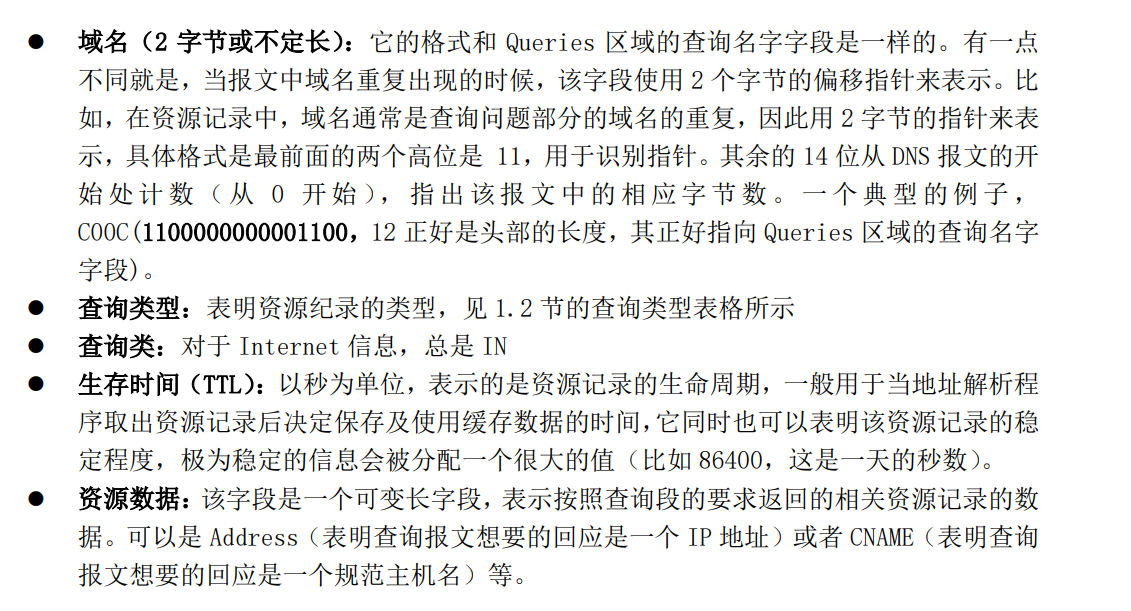 ● 域名（2 字节或不定长）：它的格式和 Queries 区域的查询名字字段是一样的。有一点
不同就是，当报文中域名重复出现的时候，该字段使用 2 个字节的偏移指针来表示。比
如，在资源记录中，域名通常是查询问题部分的域名的重复，因此用 2 字节的指针来表
示，具体格式是最前面的两个高位是 11，用于识别指针。其余的 14 位从 DNS 报文的开
始处计数（从 0 开始），指出该报文中的相应字节数。一个典型的例子，
C00C(1100000000001100，12 正好是头部的长度，其正好指向 Queries 区域的查询名字
字段)。
● 查询类型：表明资源纪录的类型，见 1.2 节的查询类型表格所示
● 查询类：对于 Internet 信息，总是 IN
● 生存时间（TTL）：以秒为单位，表示的是资源记录的生命周期，一般用于当地址解析程
序取出资源记录后决定保存及使用缓存数据的时间，它同时也可以表明该资源记录的稳
定程度，极为稳定的信息会被分配一个很大的值（比如 86400，这是一天的秒数）。
● 资源数据：该字段是一个可变长字段，表示按照查询段的要求返回的相关资源记录的数
据。可以是 Address（表明查询报文想要的回应是一个 IP 地址）或者 CNAME（表明查询
报文想要的回应是一个规范主机名）等。